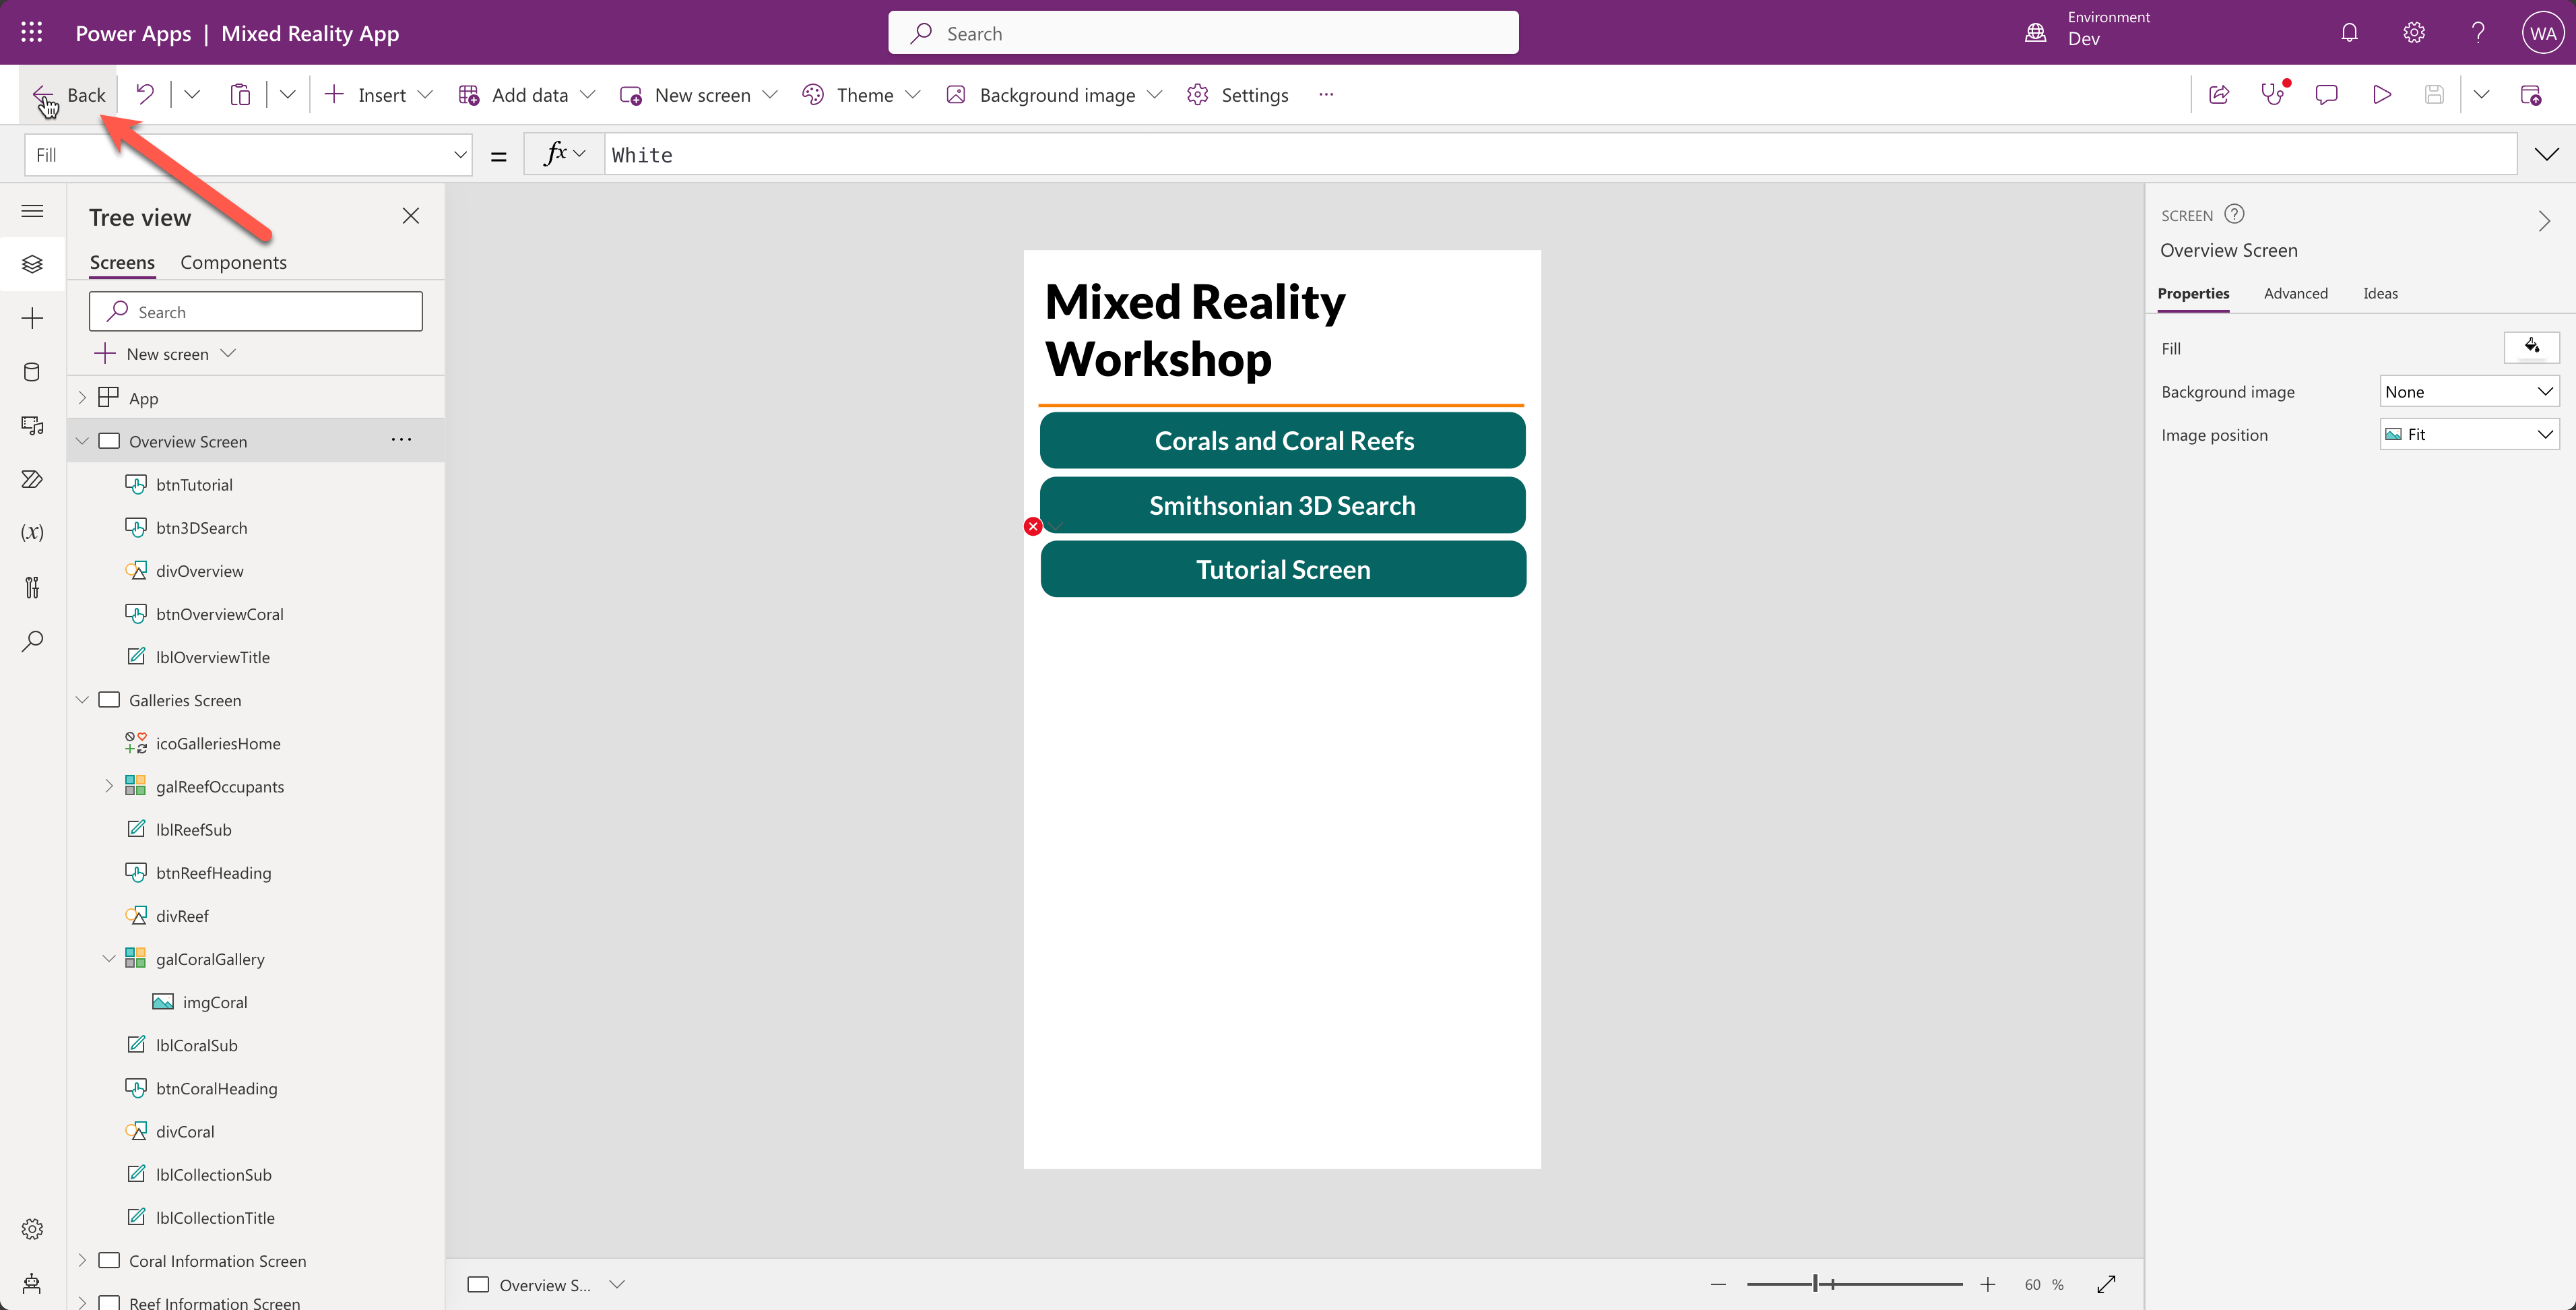 Power Apps | Mixed Reality App
Search
Environment
Dev
WA
Back
Insert
Add data
New screen
Theme
Background image
Settings
Fill
=
fx
White
Tree view
Screens
Components
Search
New screen
App
Overview Screen
btnTutorial
btn3DSearch
divOverview
btnOverviewCoral
lblOverviewTitle
Galleries Screen
icoGalleriesHome
galReefOccupants
lblReefSub
btnReefHeading
divReef
galCoralGallery
imgCoral
lblCoralSub
btnCoralHeading
divCoral
lblCollectionSub
lblCollectionTitle
Coral Information Screen
Reef Information Screen
(x)
Mixed Reality
Workshop
Corals and Coral Reefs
Smithsonian 3D Search
Tutorial Screen
Overview S...
60 %
SCREEN
Overview Screen
Properties
Advanced
Ideas
Fill
Background image
None
Image position
Fit